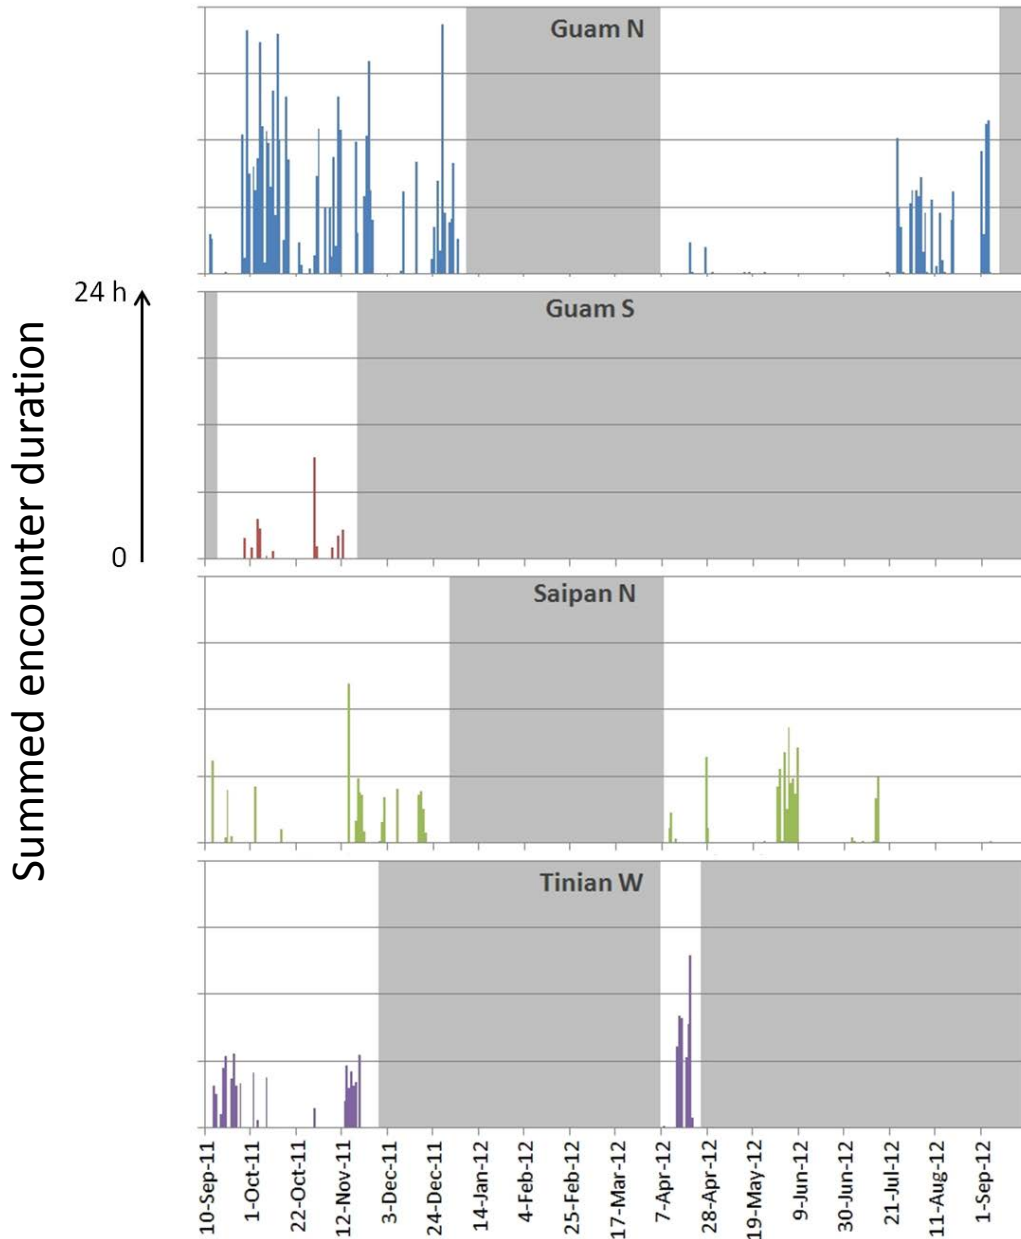 Guam N
24 h
Guam S
Summed encounter duration
0
Saipan N
Tinian W
10-Sep-11
1-Oct-11
22-Oct-11
12-Nov-11
3-Dec-11
24-Dec-11
14-Jan-12
4-Feb-12
25-Feb-12
17-Mar-12
7-Apr-12
28-Apr-12
19-May-12
9-Jun-12
30-Jun-12
21-Jul-12
11-Aug-12
1-Sep-12